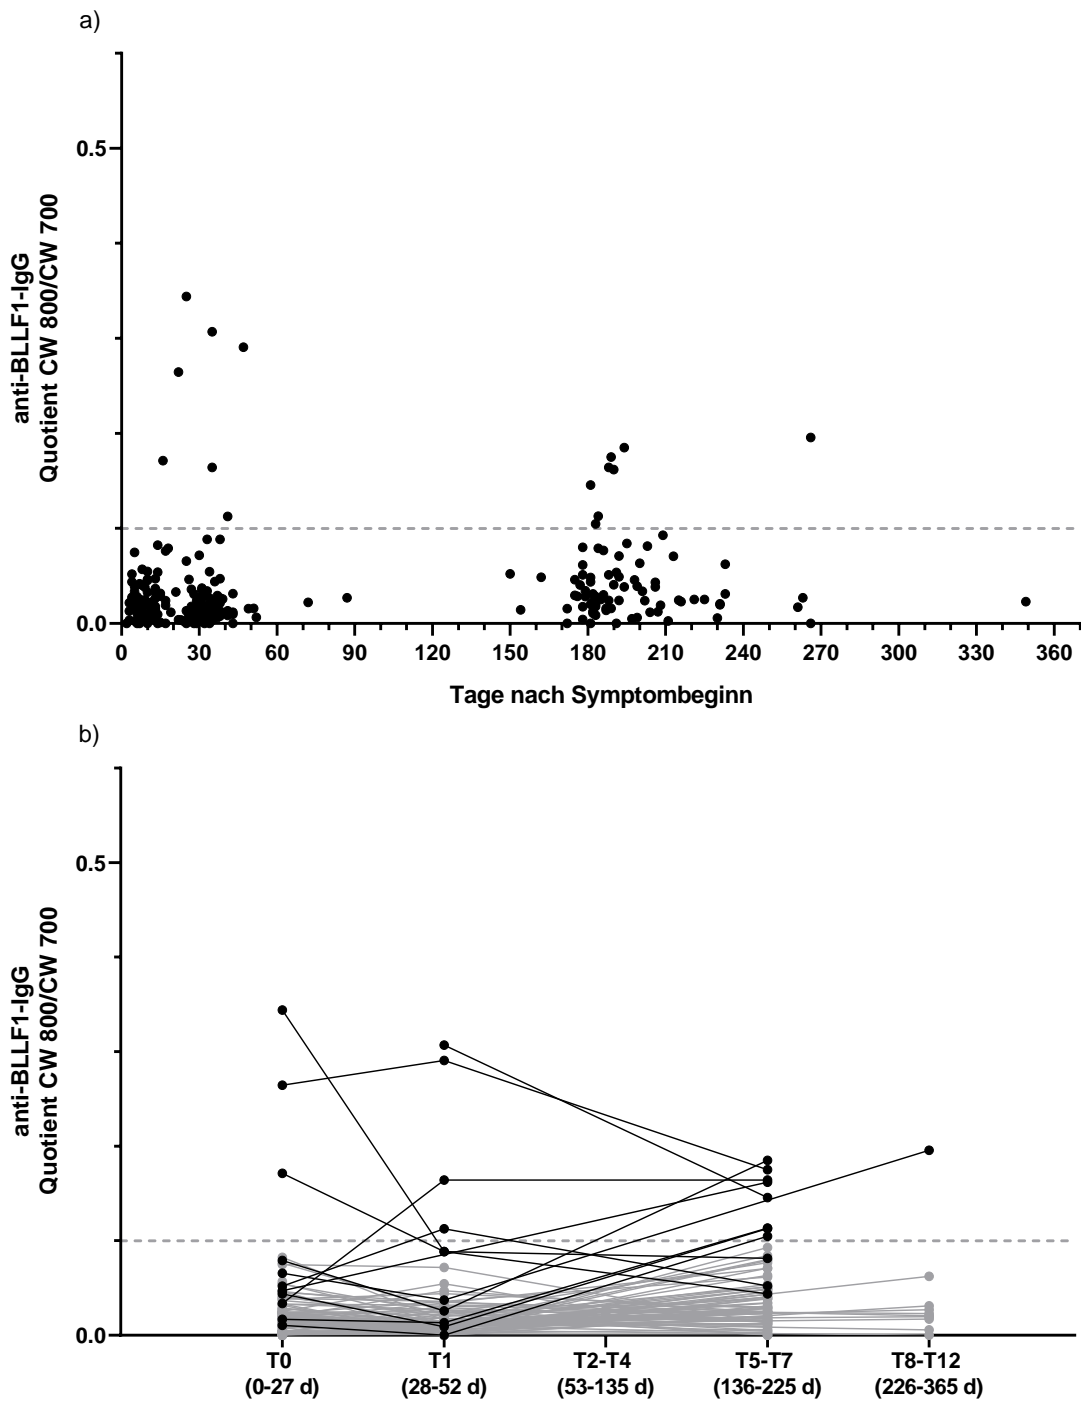 a)
anti-BLLF1-IgG
Quotient CW 800/CW 700
0.5
0.0
0 30 60 90 120 150 180 210 240 270 300 330 360
Tage nach Symptombeginn
b)
anti-BLLF1-IgG
Quotient CW 800/CW 700
0.5
0.0
T0 T1 T2-T4 T5-T7 T8-T12
(0-27 d) (28-52 d) (53-135 d) (136-225 d) (226-365 d)